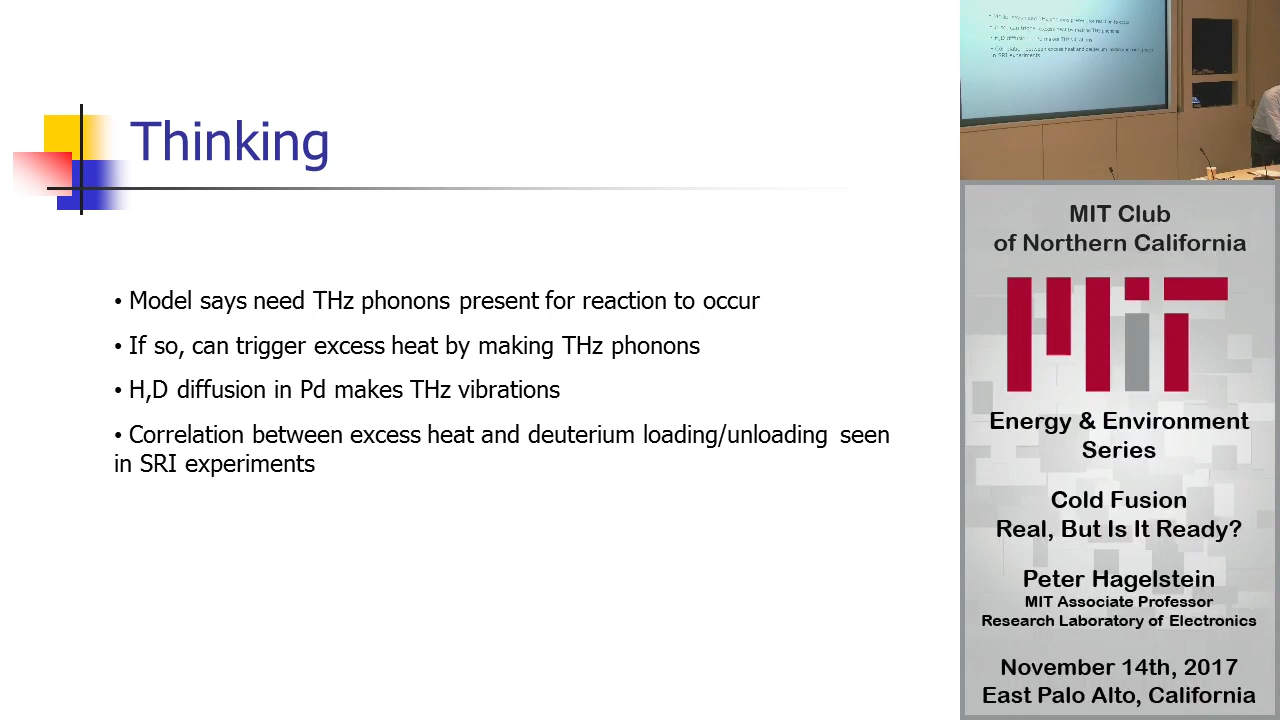 Thinking
• Model says need THz phonons present for reaction to occur
• If so, can trigger excess heat by making THz phonons
• H,D diffusion in Pd makes THz vibrations
• Correlation between excess heat and deuterium loading/unloading seen
in SRI experiments
MIT Club
of Northern California
MiT
Energy & Environment
Series
Cold Fusion
Real, But Is It Ready?
Peter Hagelstein
MIT Associate Professor
Research Laboratory of Electronics
November 14th, 2017
East Palo Alto, California